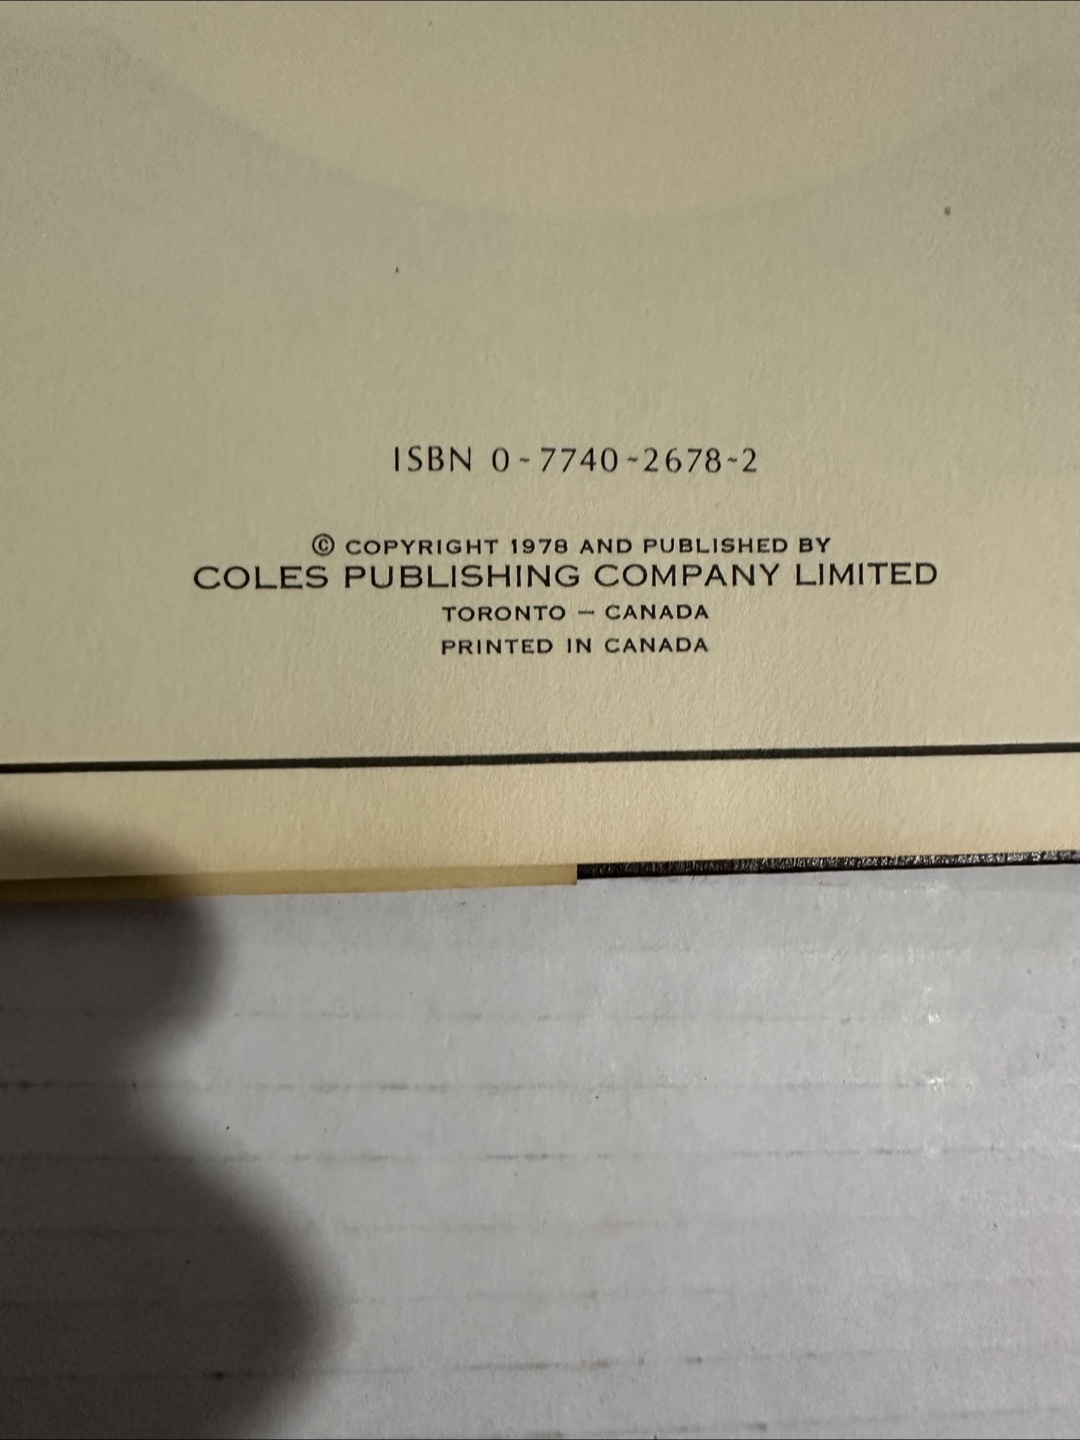 ISBN 0-7740-2678-2
© COPYRIGHT 1978 AND PUBLISHED BY
COLES PUBLISHING COMPANY LIMITED
TORONTO — CANADA
PRINTED IN CANADA